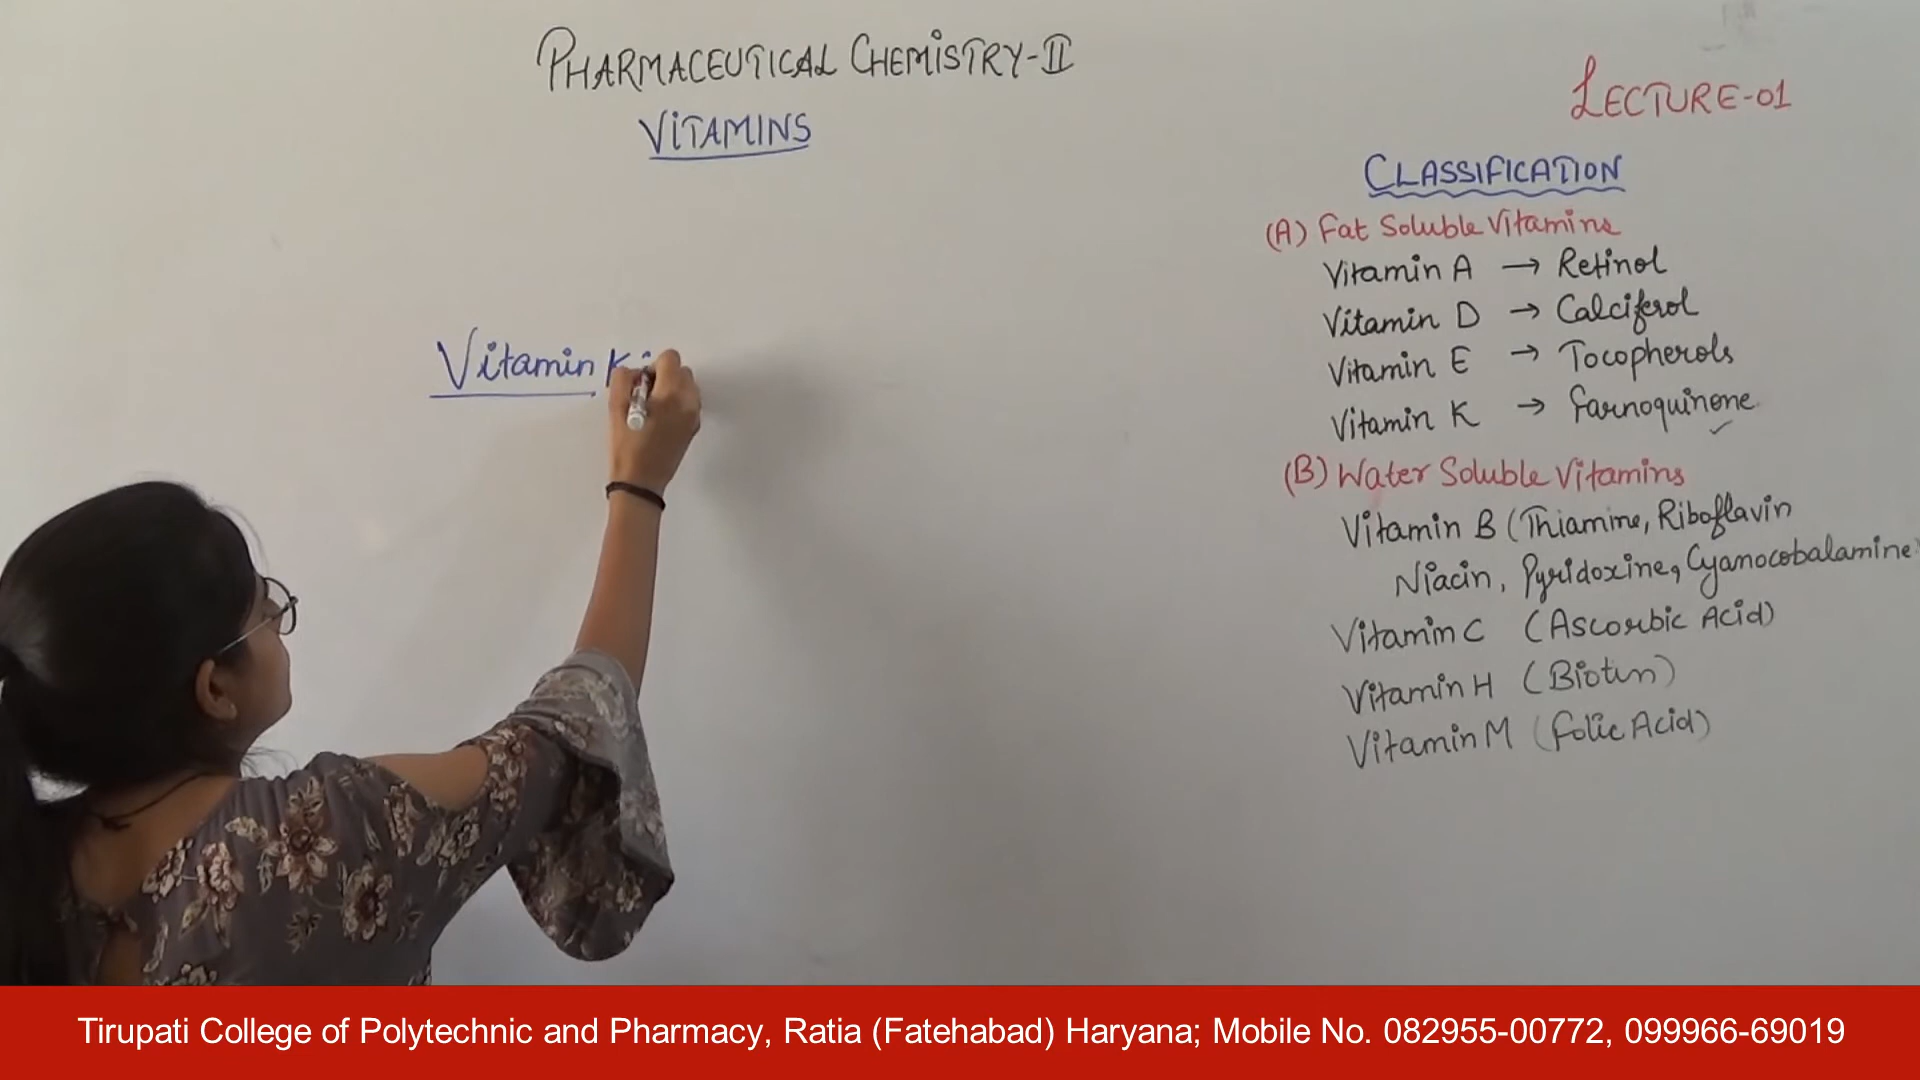 PHARMACEUTICAL CHEMISTRY-II
VITAMINS
LECTURE-01
Vitamin K
CLASSIFICATION
(A) Fat Soluble Vitamins
Vitamin A → Retinol
Vitamin D → Calciferol
Vitamin E → Tocopherols
Vitamin K → Farnoquinone
(B) Water Soluble Vitamins
Vitamin B (Thiamine, Riboflavin
Niacin, Pyridoxine, Cyanocobalamine)
Vitamin C (Ascorbic Acid)
Vitamin H (Biotin)
Vitamin M (Folic Acid)
Tirupati College of Polytechnic and Pharmacy, Ratia (Fatehabad) Haryana; Mobile No. 082955-00772, 099966-69019